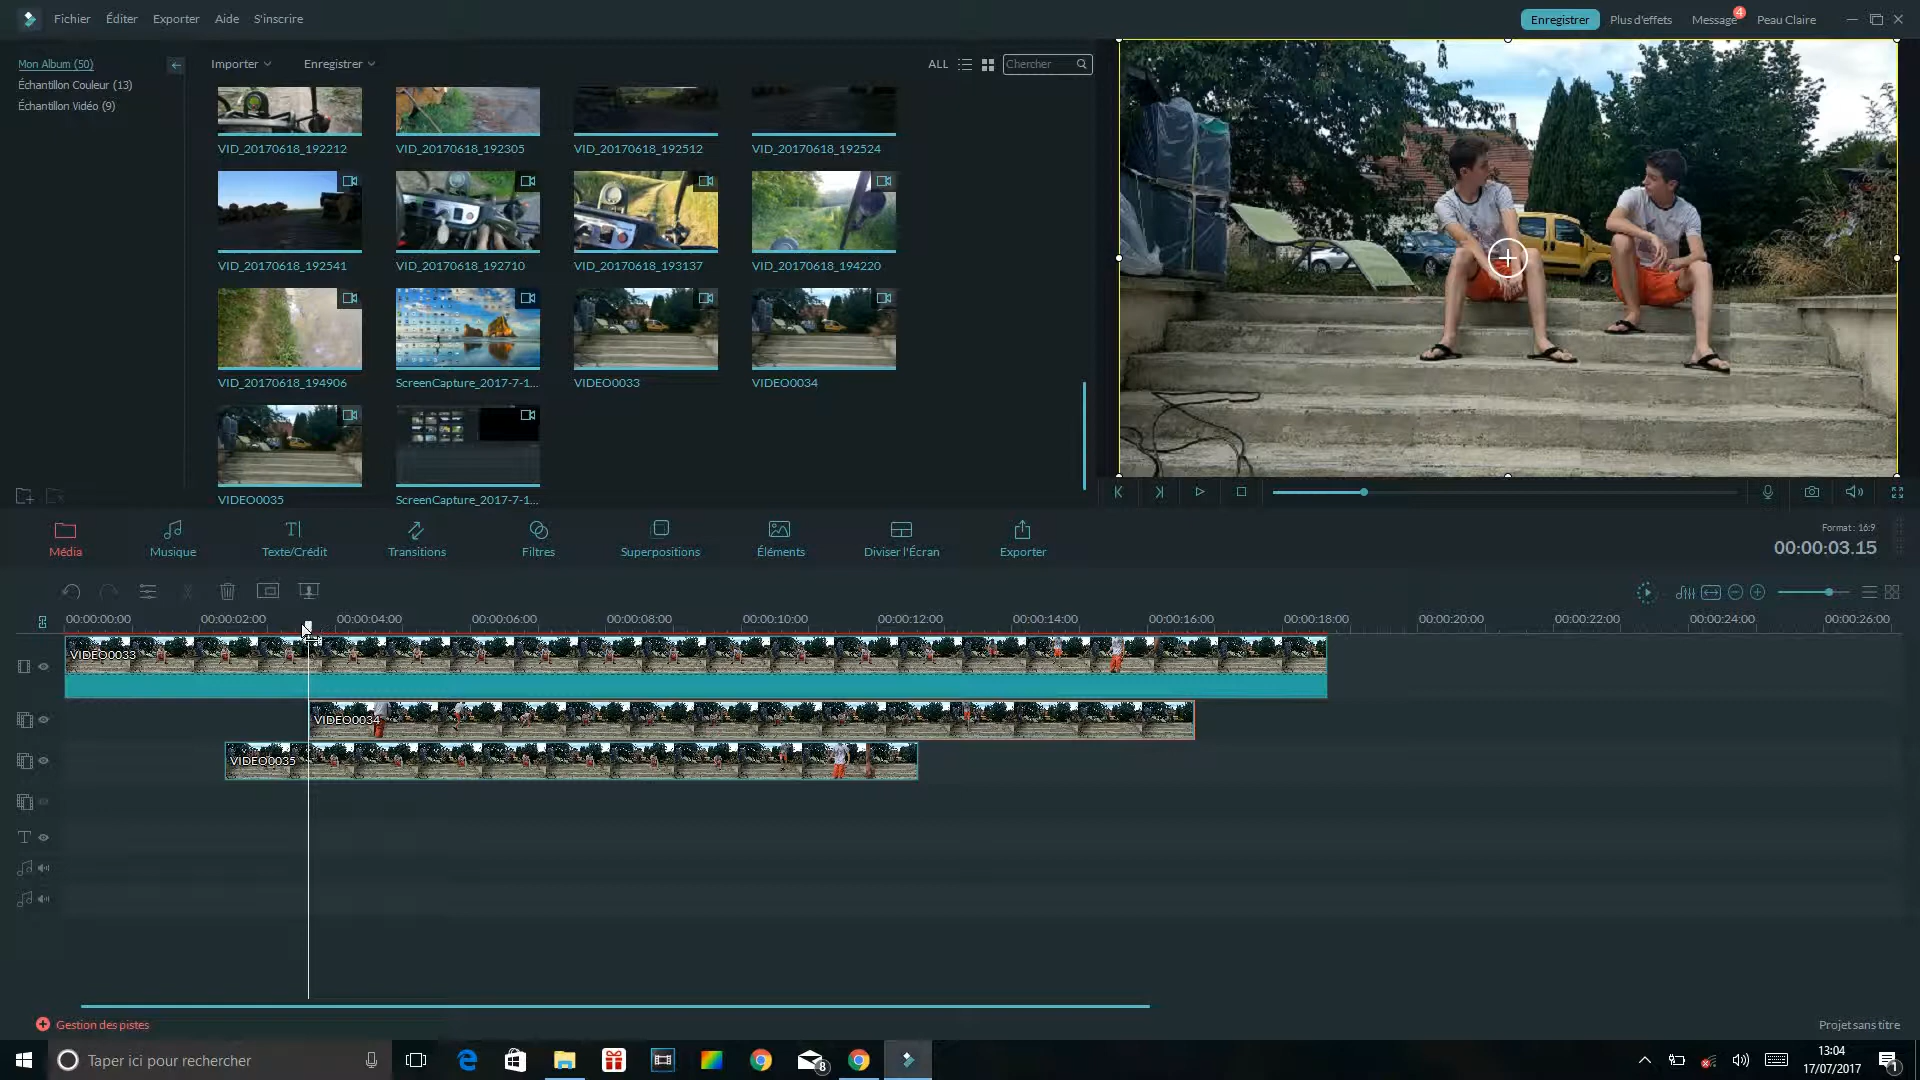 Fichier Éditer Exporter Aide S'inscrire
Enregistrer Plus d'effets Message 4 Peau Claire
Mon Album (50)
Échantillon Couleur (13)
Échantillon Vidéo (9)
Importer Enregistrer ALL Chercher
VID_20170618_192212 VID_20170618_192305 VID_20170618_192512 VID_20170618_192524
VID_20170618_192541 VID_20170618_192710 VID_20170618_193137 VID_20170618_194220
VID_20170618_194906 ScreenCapture_2017-7-1... VIDEO0033 VIDEO0034
VIDEO0035 ScreenCapture_2017-7-1...
Média Musique Texte/Crédit Transitions Filtres Superpositions Éléments Diviser l'Écran Exporter
Format : 16:9
00:00:03.15
00:00:00:00 00:00:02:00 00:00:04:00 00:00:06:00 00:00:08:00 00:00:10:00 00:00:12:00 00:00:14:00 00:00:16:00 00:00:18:00 00:00:20:00 00:00:22:00 00:00:24:00 00:00:26:00
VIDEO0033
VIDEO0034
VIDEO0035
Gestion des pistes
Projet sans titre
Taper ici pour rechercher
8
13:04
17/07/2017
1